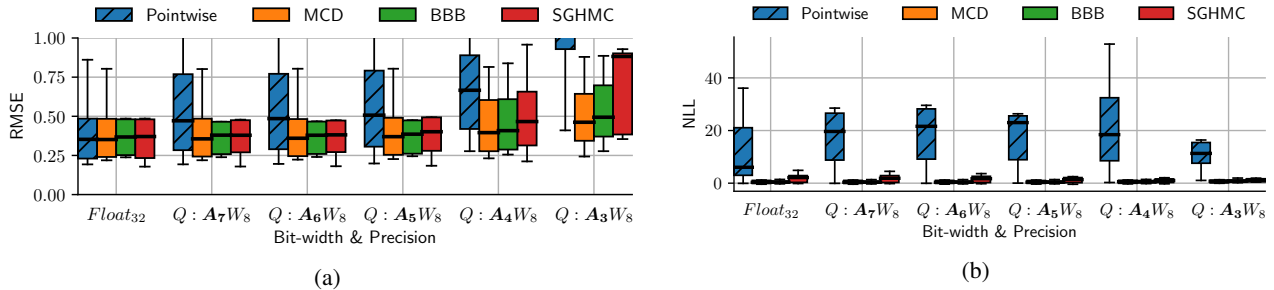 Pointwise MCD BBB SGHMC
1.00
0.75
0.50
0.25
0.00
RMSE
Float32 Q : A7W8 Q : A6W8 Q : A5W8 Q : A4W8 Q : A3W8
Bit-width & Precision
(a)
Pointwise MCD BBB SGHMC
40
20
0
NLL
Float32 Q : A7W8 Q : A6W8 Q : A5W8 Q : A4W8 Q : A3W8
Bit-width & Precision
(b)